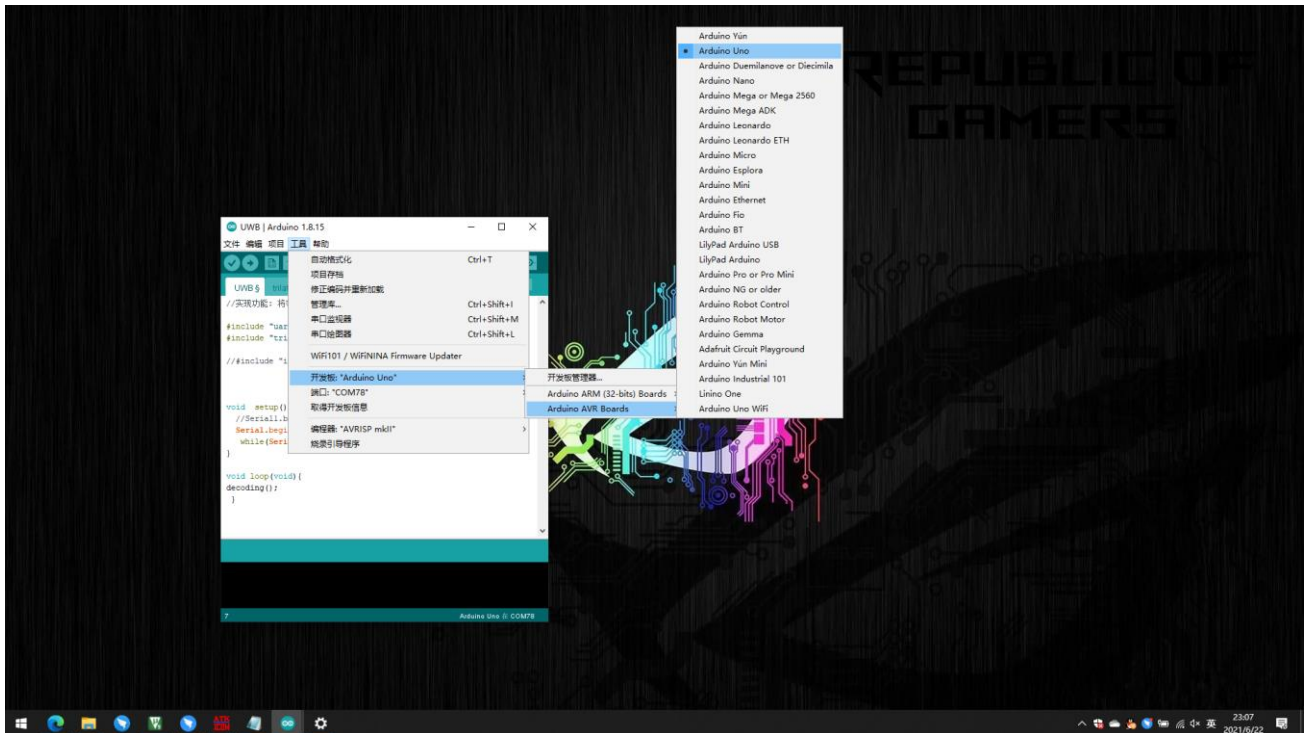 REPUBLIC OF
GAMERS
UWB | Arduino 1.8.15
文件 编辑 项目 工具 帮助
UWB §
//实现功能: 将
#include "uar
#include "tri
//#include "i
void setup()
//Serial1.b
Serial.begi
while(Seri
}
void loop(void){
decoding();
}
自动格式化 Ctrl+T
项目存档
修正编码并重新加载
管理库... Ctrl+Shift+I
串口监视器 Ctrl+Shift+M
串口绘图器 Ctrl+Shift+L
WiFi101 / WiFiNINA Firmware Updater
开发板: "Arduino Uno"
端口: "COM78"
取得开发板信息
编程器: "AVRISP mkII"
烧录引导程序
开发板管理器...
Arduino ARM (32-bits) Boards
Arduino AVR Boards
Arduino Yún
Arduino Uno
Arduino Duemilanove or Diecimila
Arduino Nano
Arduino Mega or Mega 2560
Arduino Mega ADK
Arduino Leonardo
Arduino Leonardo ETH
Arduino Micro
Arduino Esplora
Arduino Mini
Arduino Ethernet
Arduino Fio
Arduino BT
LilyPad Arduino USB
LilyPad Arduino
Arduino Pro or Pro Mini
Arduino NG or older
Arduino Robot Control
Arduino Robot Motor
Arduino Gemma
Adafruit Circuit Playground
Arduino Yún Mini
Arduino Industrial 101
Linino One
Arduino Uno WiFi
7
Arduino Uno 在 COM78
英
23:07
2021/6/22